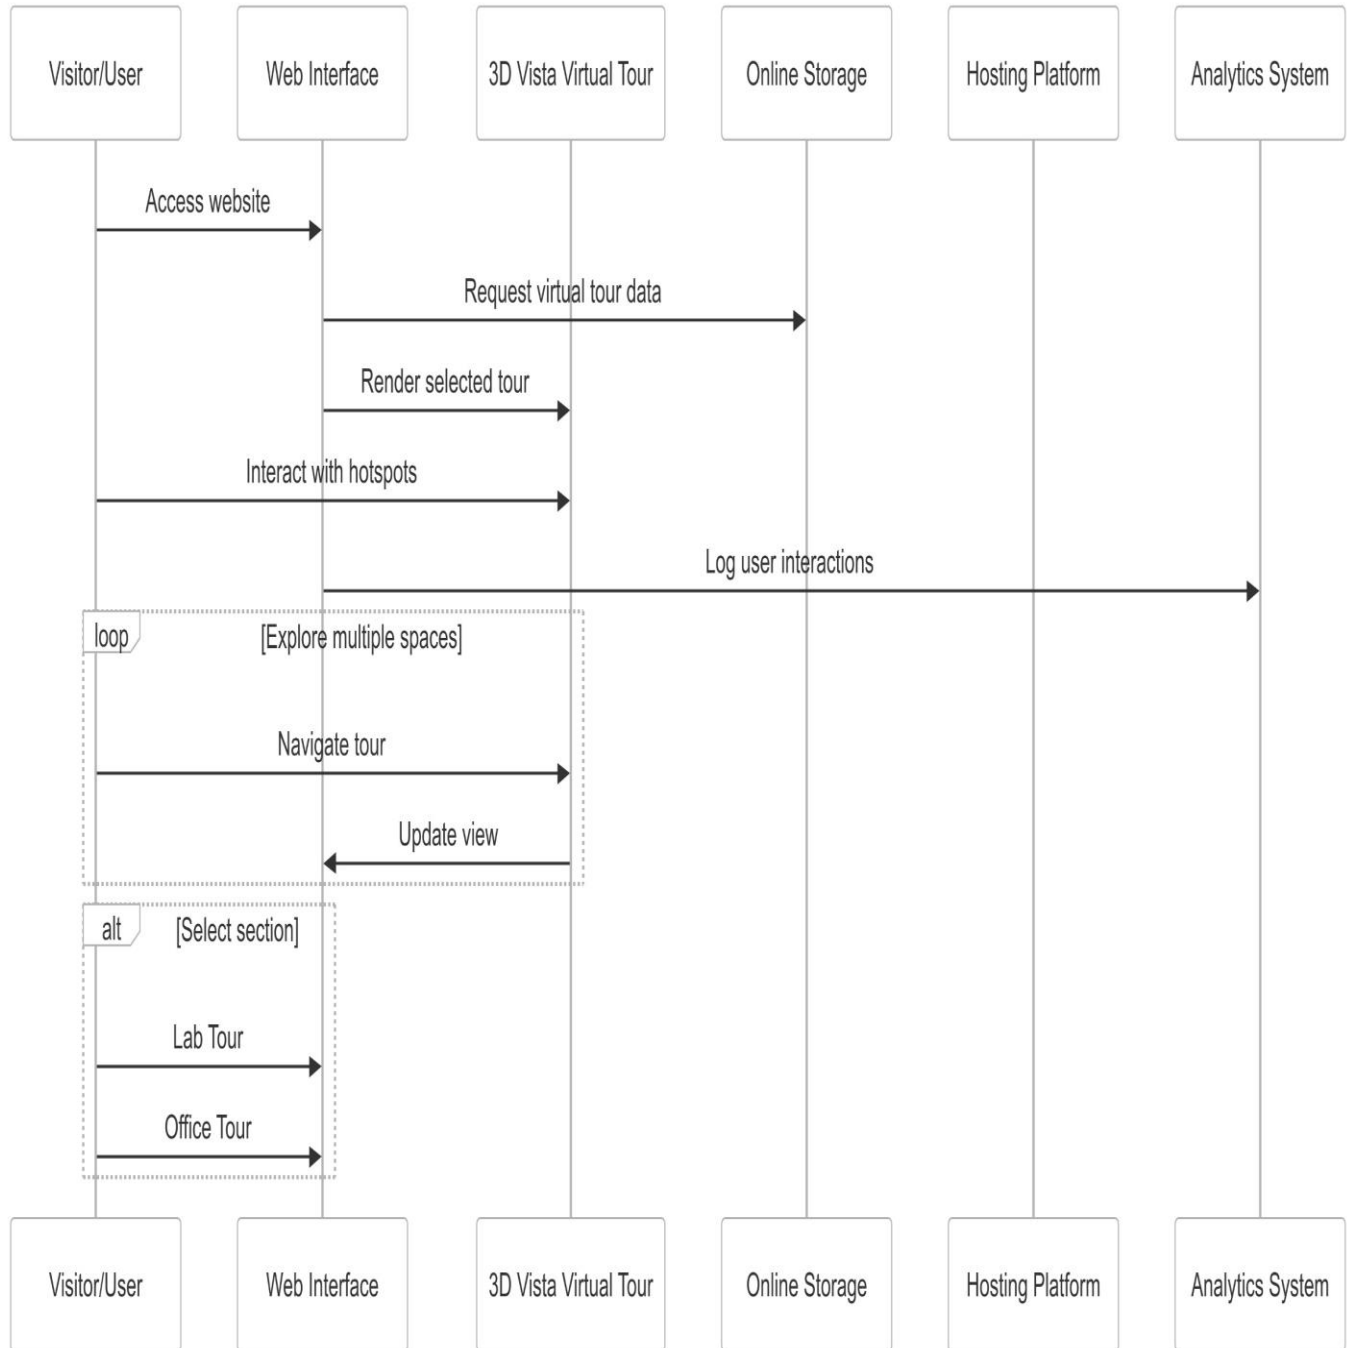 Visitor/User
Web Interface
3D Vista Virtual Tour
Online Storage
Hosting Platform
Analytics System
Access website
Request virtual tour data
Render selected tour
Interact with hotspots
Log user interactions
loop
[Explore multiple spaces]
Navigate tour
Update view
alt
[Select section]
Lab Tour
Office Tour
Visitor/User
Web Interface
3D Vista Virtual Tour
Online Storage
Hosting Platform
Analytics System